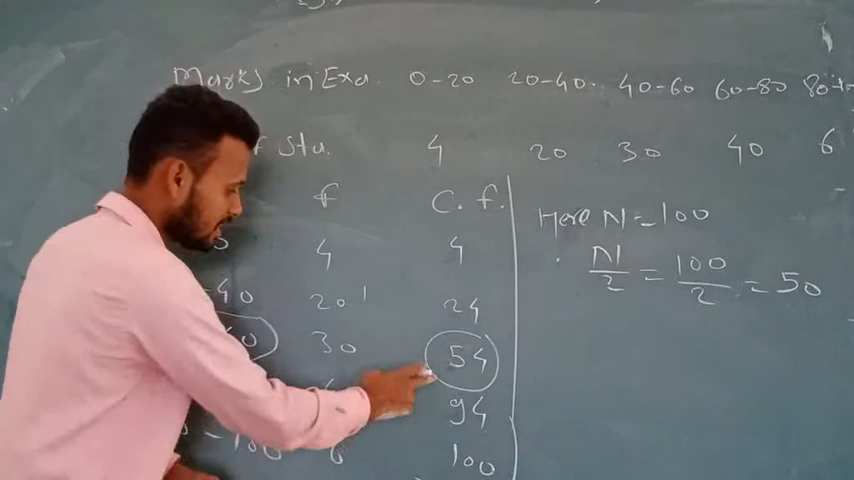 Marks in Exa. 0-20 20-40 40-60 60-80
Stu. 4 20 30 40 6
f C. f.
4 4
40 20 24
30 54
94
100 6 100
Here N = 100
N/2 = 100/2 = 50